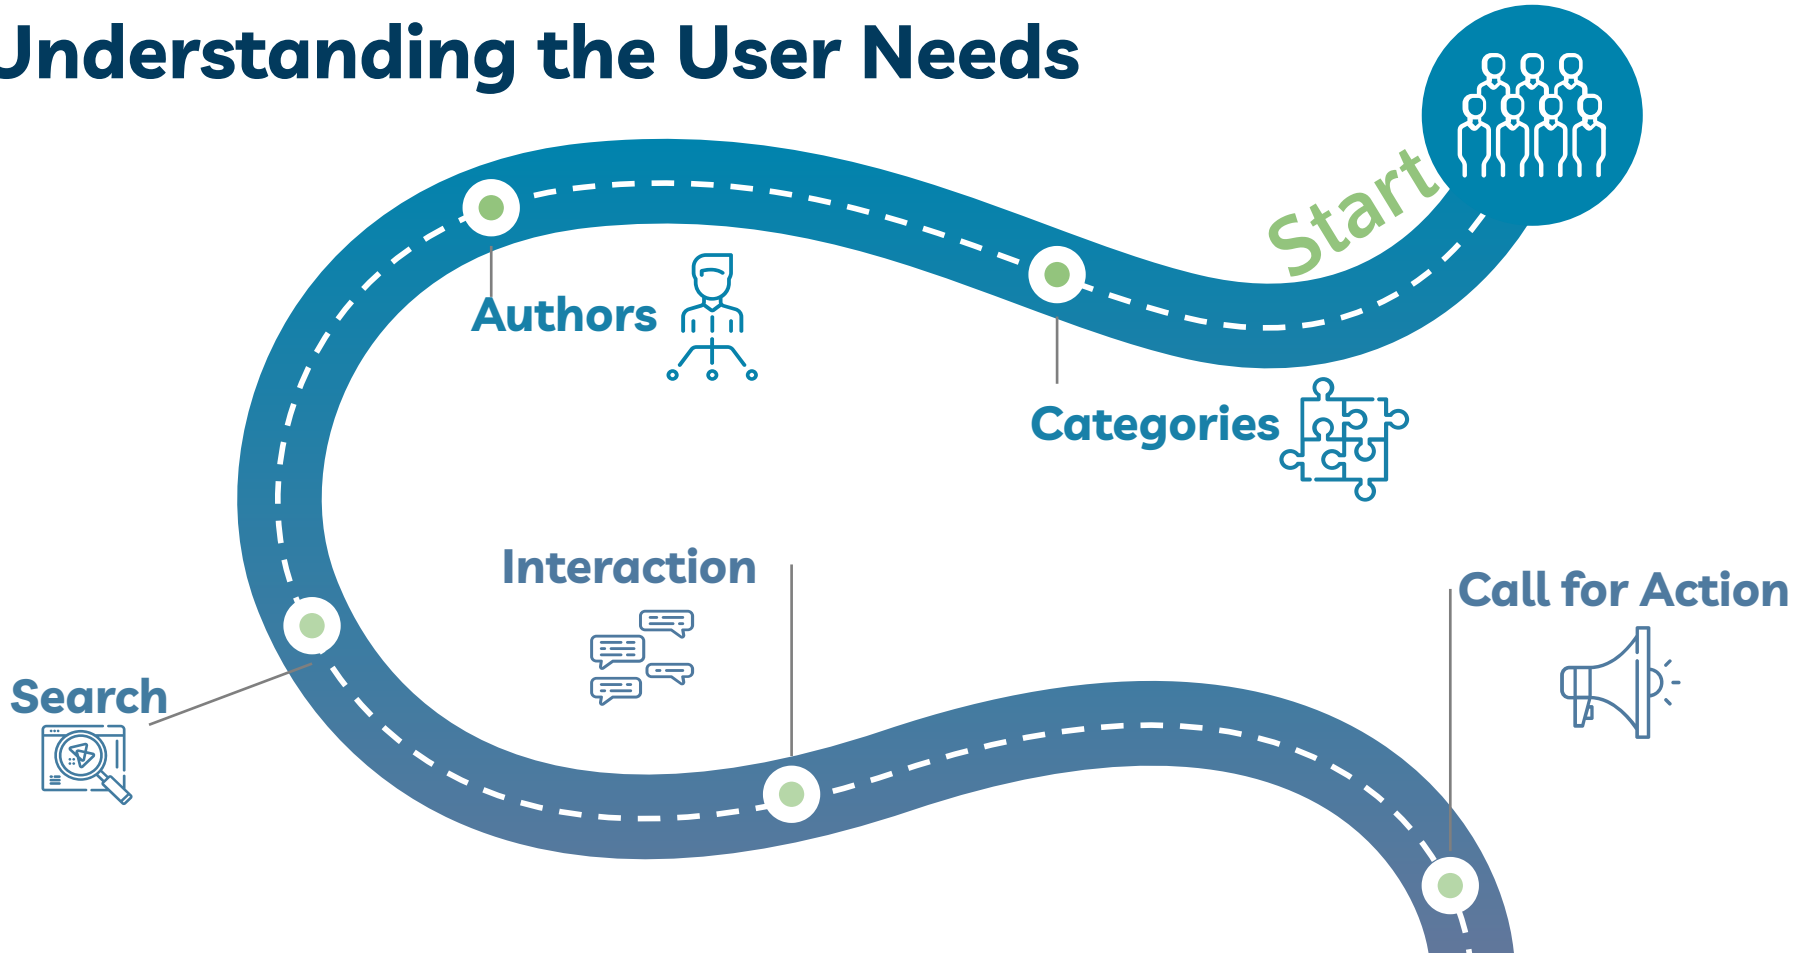 Understanding the User Needs
Start
Authors
Categories
Interaction
Call for Action
Search